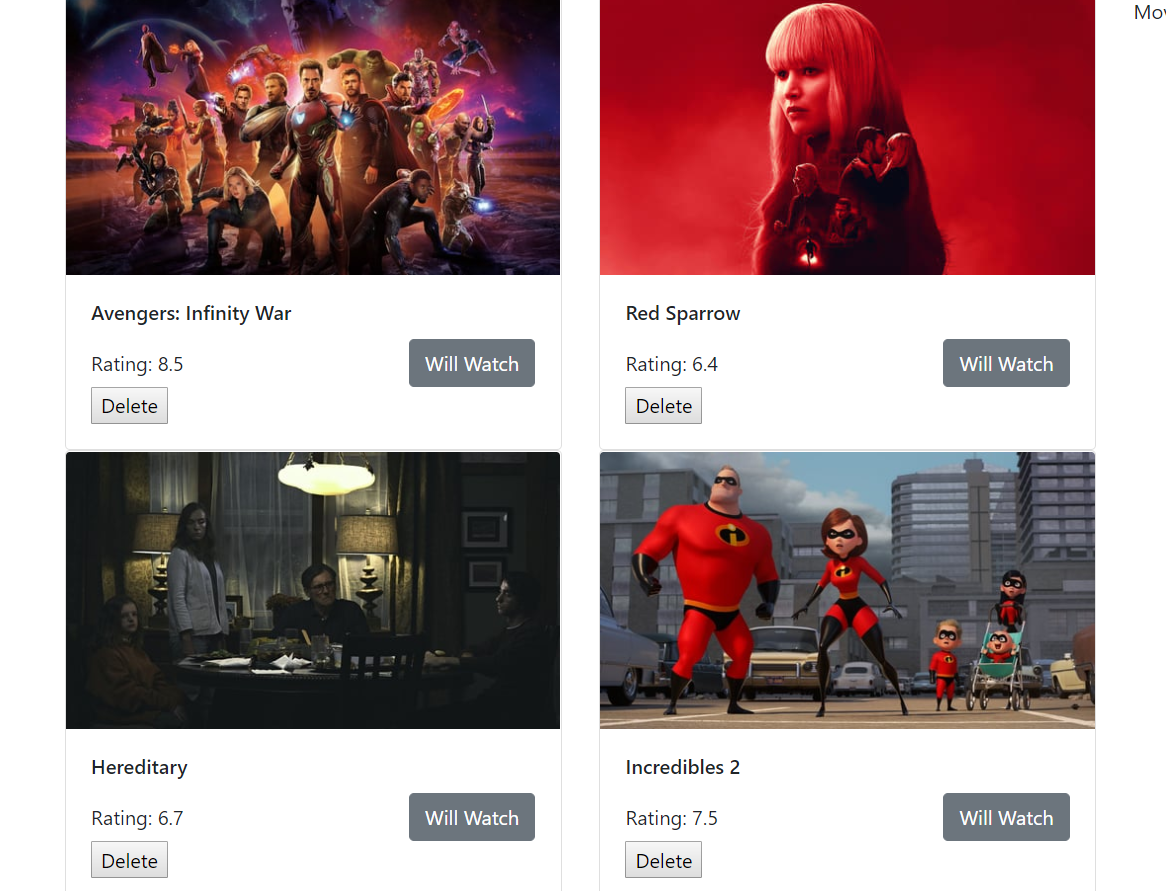 Mov
Avengers: Infinity War
Rating: 8.5
Will Watch
Delete
Red Sparrow
Rating: 6.4
Will Watch
Delete
Hereditary
Rating: 6.7
Will Watch
Delete
Incredibles 2
Rating: 7.5
Will Watch
Delete